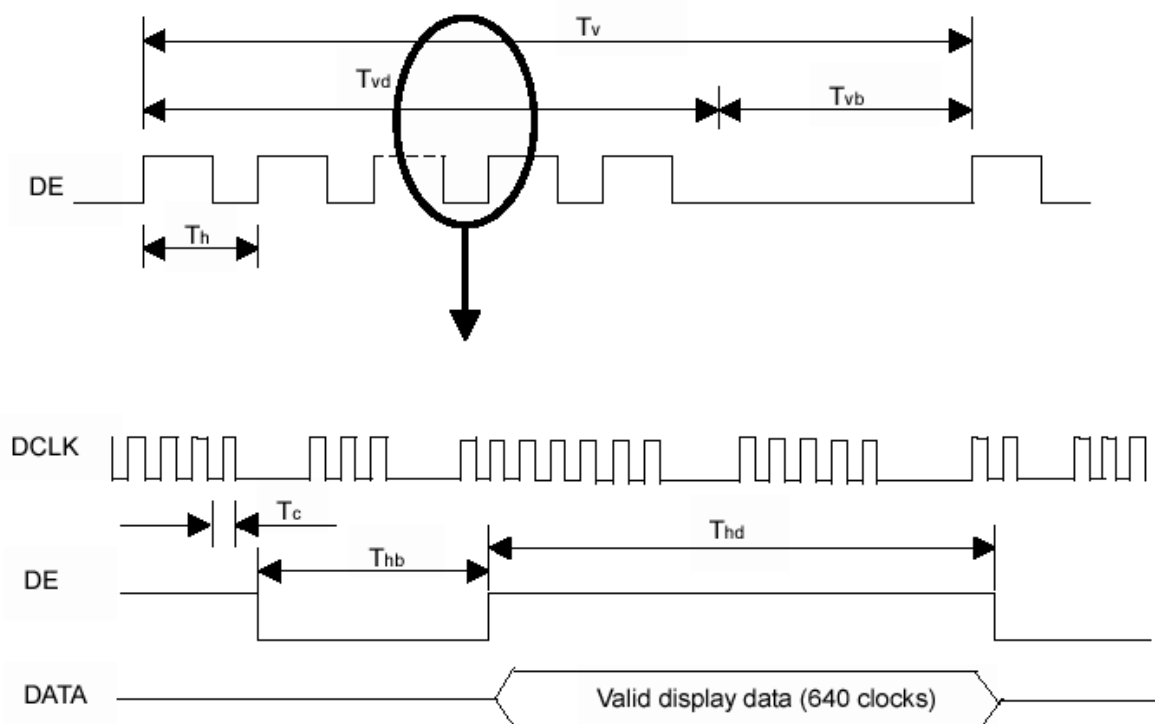 Tv
Tvd
Tvb
DE
Th
DCLK
Tc
Thd
Thb
DE
DATA
Valid display data (640 clocks)